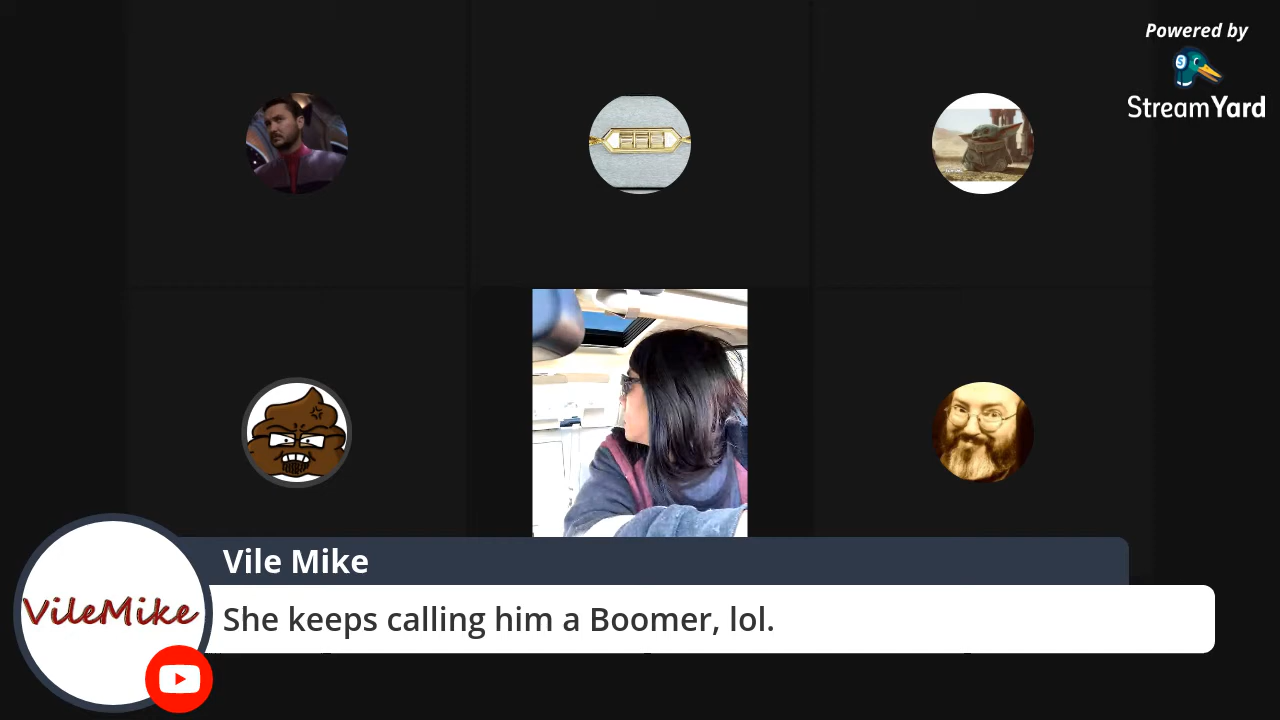 Powered by
StreamYard
Vile Mike
VileMike
She keeps calling him a Boomer, lol.